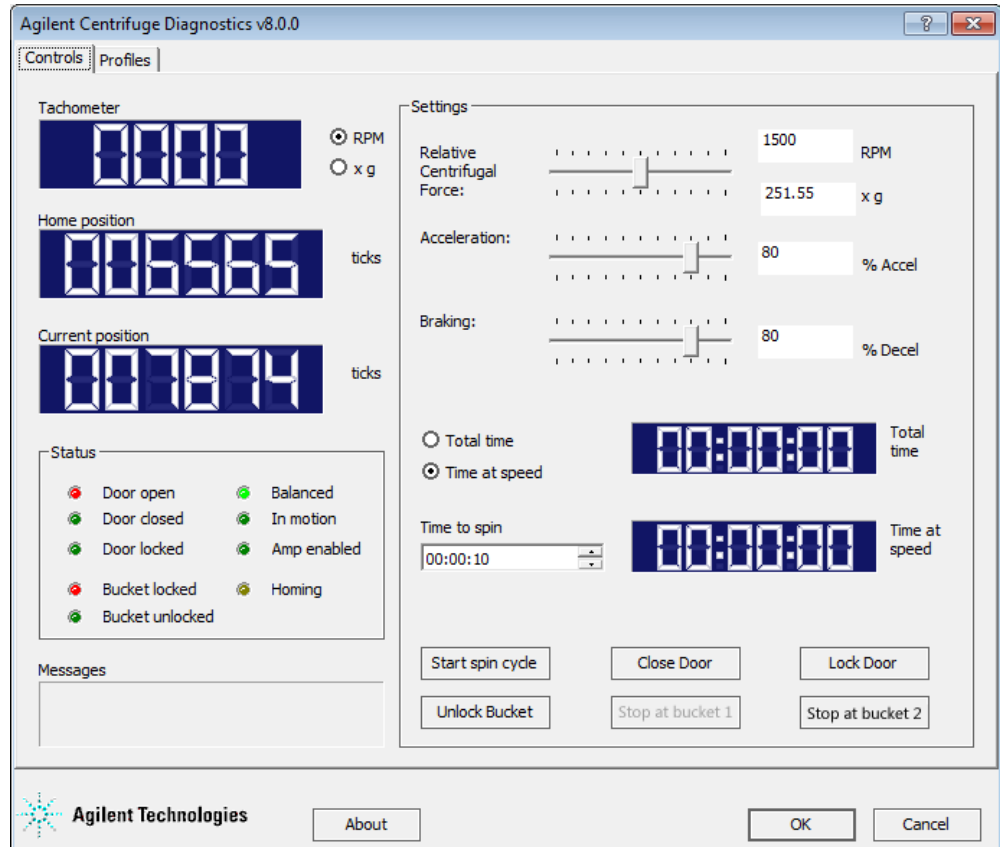 Agilent Centrifuge Diagnostics v8.0.0
Controls
Profiles
Tachometer
0000
RPM
x g
Home position
006565
ticks
Current position
001874
ticks
Status
Door open
Balanced
Door closed
In motion
Door locked
Amp enabled
Bucket locked
Homing
Bucket unlocked
Messages
Settings
Relative
Centrifugal
Force:
1500
RPM
251.55
x g
Acceleration:
80
% Accel
Braking:
80
% Decel
Total time
Time at speed
00:00:00
Total
time
Time to spin
00:00:10
00:00:00
Time at
speed
Start spin cycle
Close Door
Lock Door
Unlock Bucket
Stop at bucket 1
Stop at bucket 2
Agilent Technologies
About
OK
Cancel